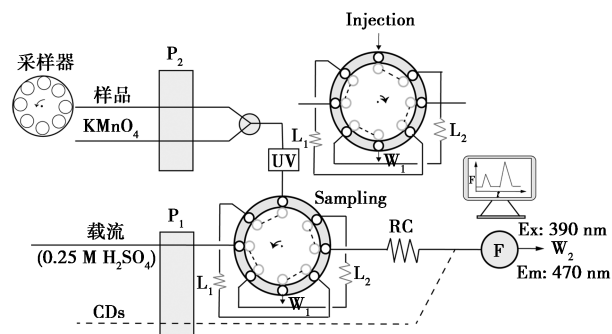 Injection
采样器
P2
样品
KMnO4
L1
L2
UV
W1
Sampling
F
t
P1
载流
(0.25 M H2SO4)
RC
Ex: 390 nm
F
W2
Em: 470 nm
L1
L2
W1
CDs